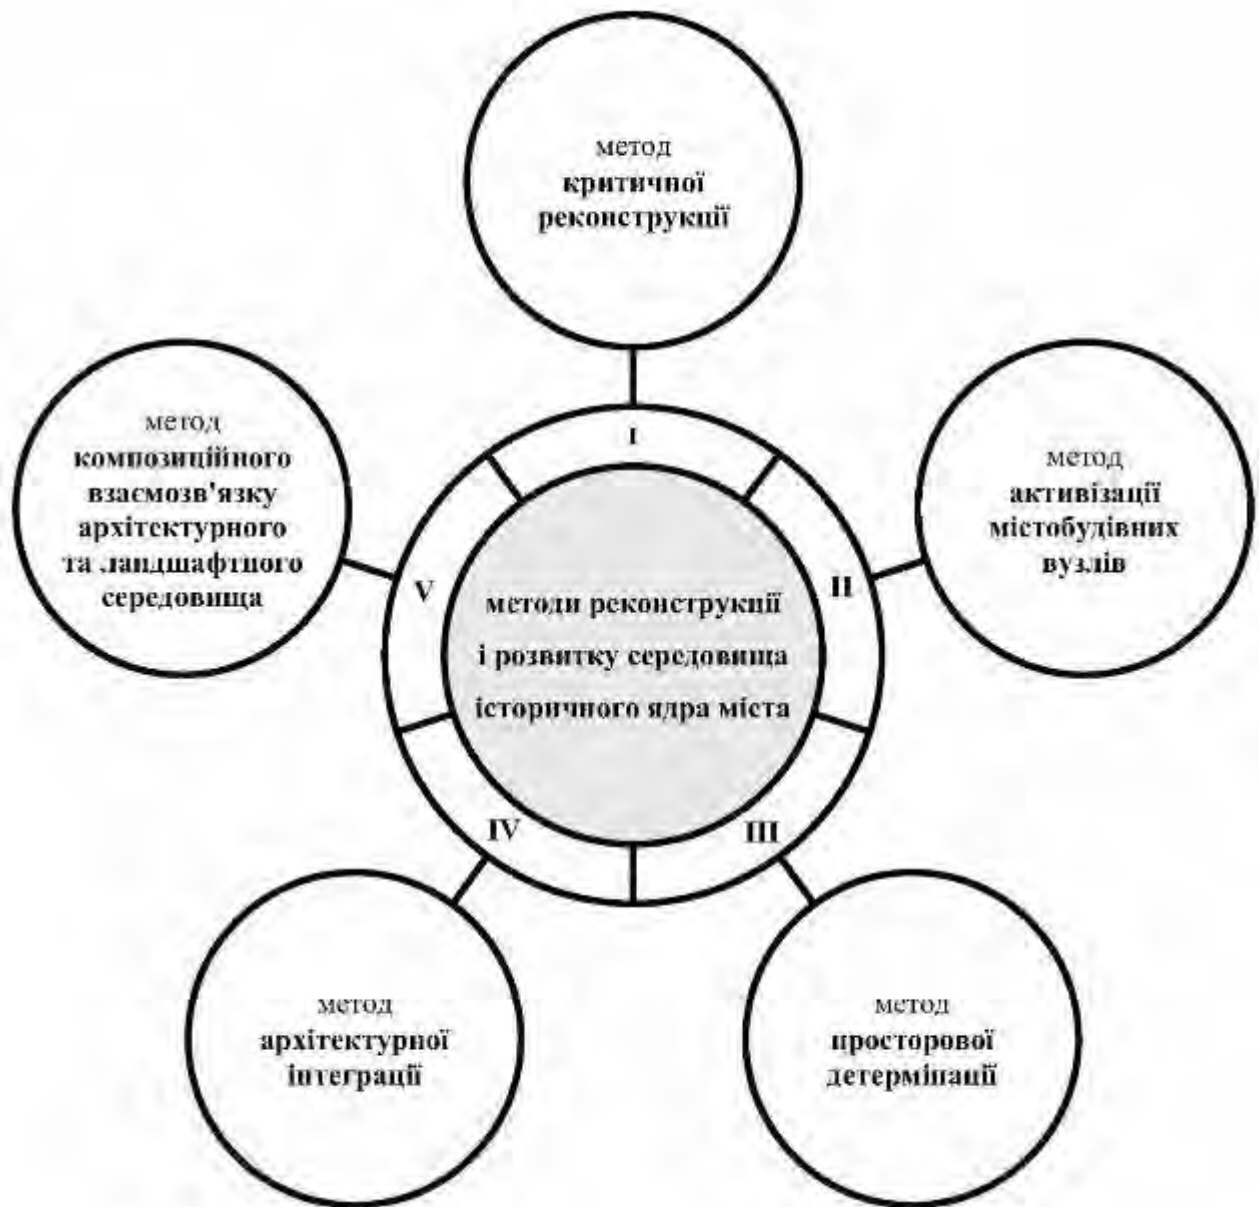 метод
критичної
реконструкції
I
метод
активізації
містобудівних
вузлів
II
метод
просторової
детермінації
III
метод
архітектурної
інтеграції
IV
метод
композиційного
взаємозв'язку
архітектурного
та ландшафтного
середовища
V
методи реконструкції
і розвитку середовища
історичного ядра міста